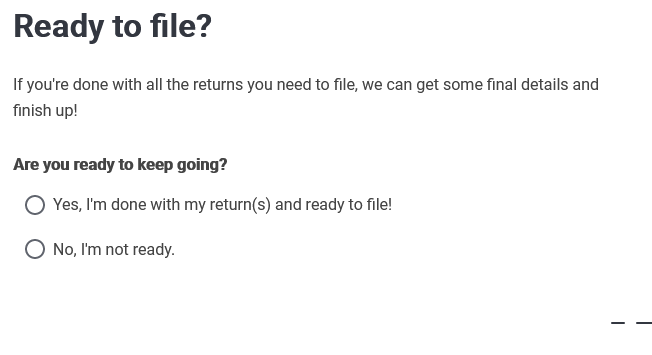 Ready to file?
If you're done with all the returns you need to file, we can get some final details and
finish up!
Are you ready to keep going?
Yes, I'm done with my return(s) and ready to file!
No, I'm not ready.